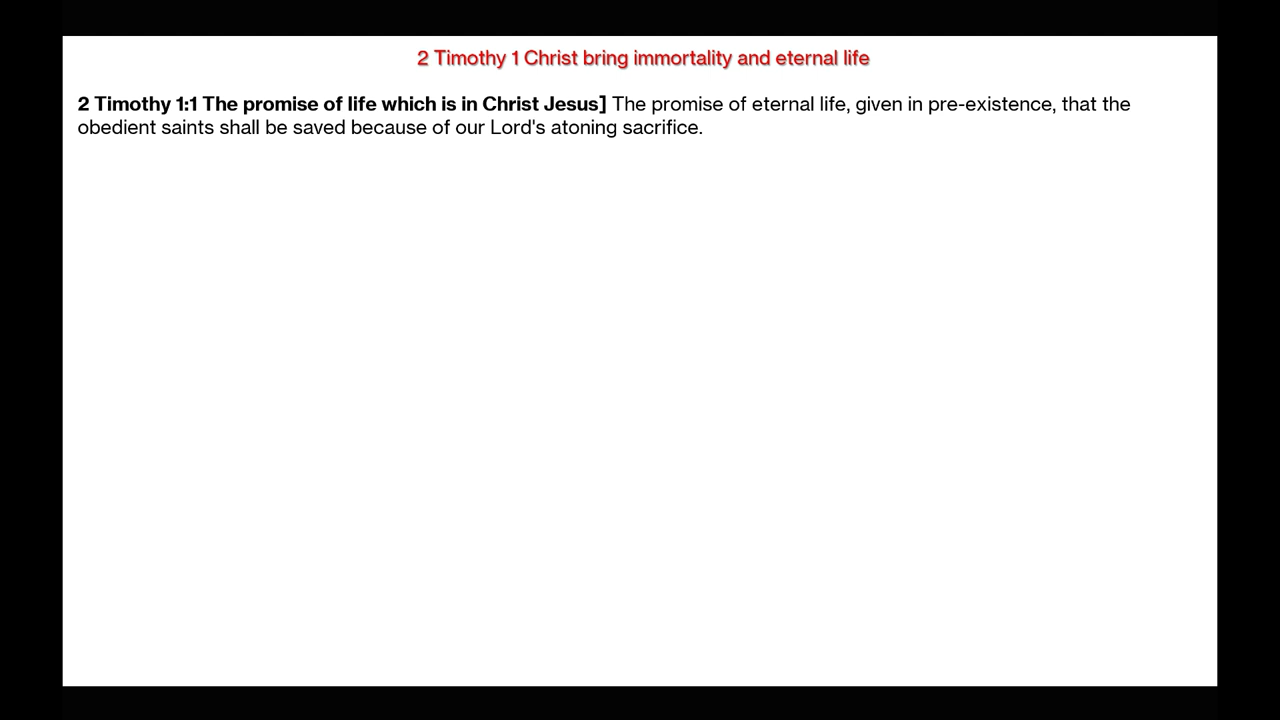 2 Timothy 1 Christ bring immortality and eternal life
2 Timothy 1:1 The promise of life which is in Christ Jesus] The promise of eternal life, given in pre-existence, that the
obedient saints shall be saved because of our Lord's atoning sacrifice.